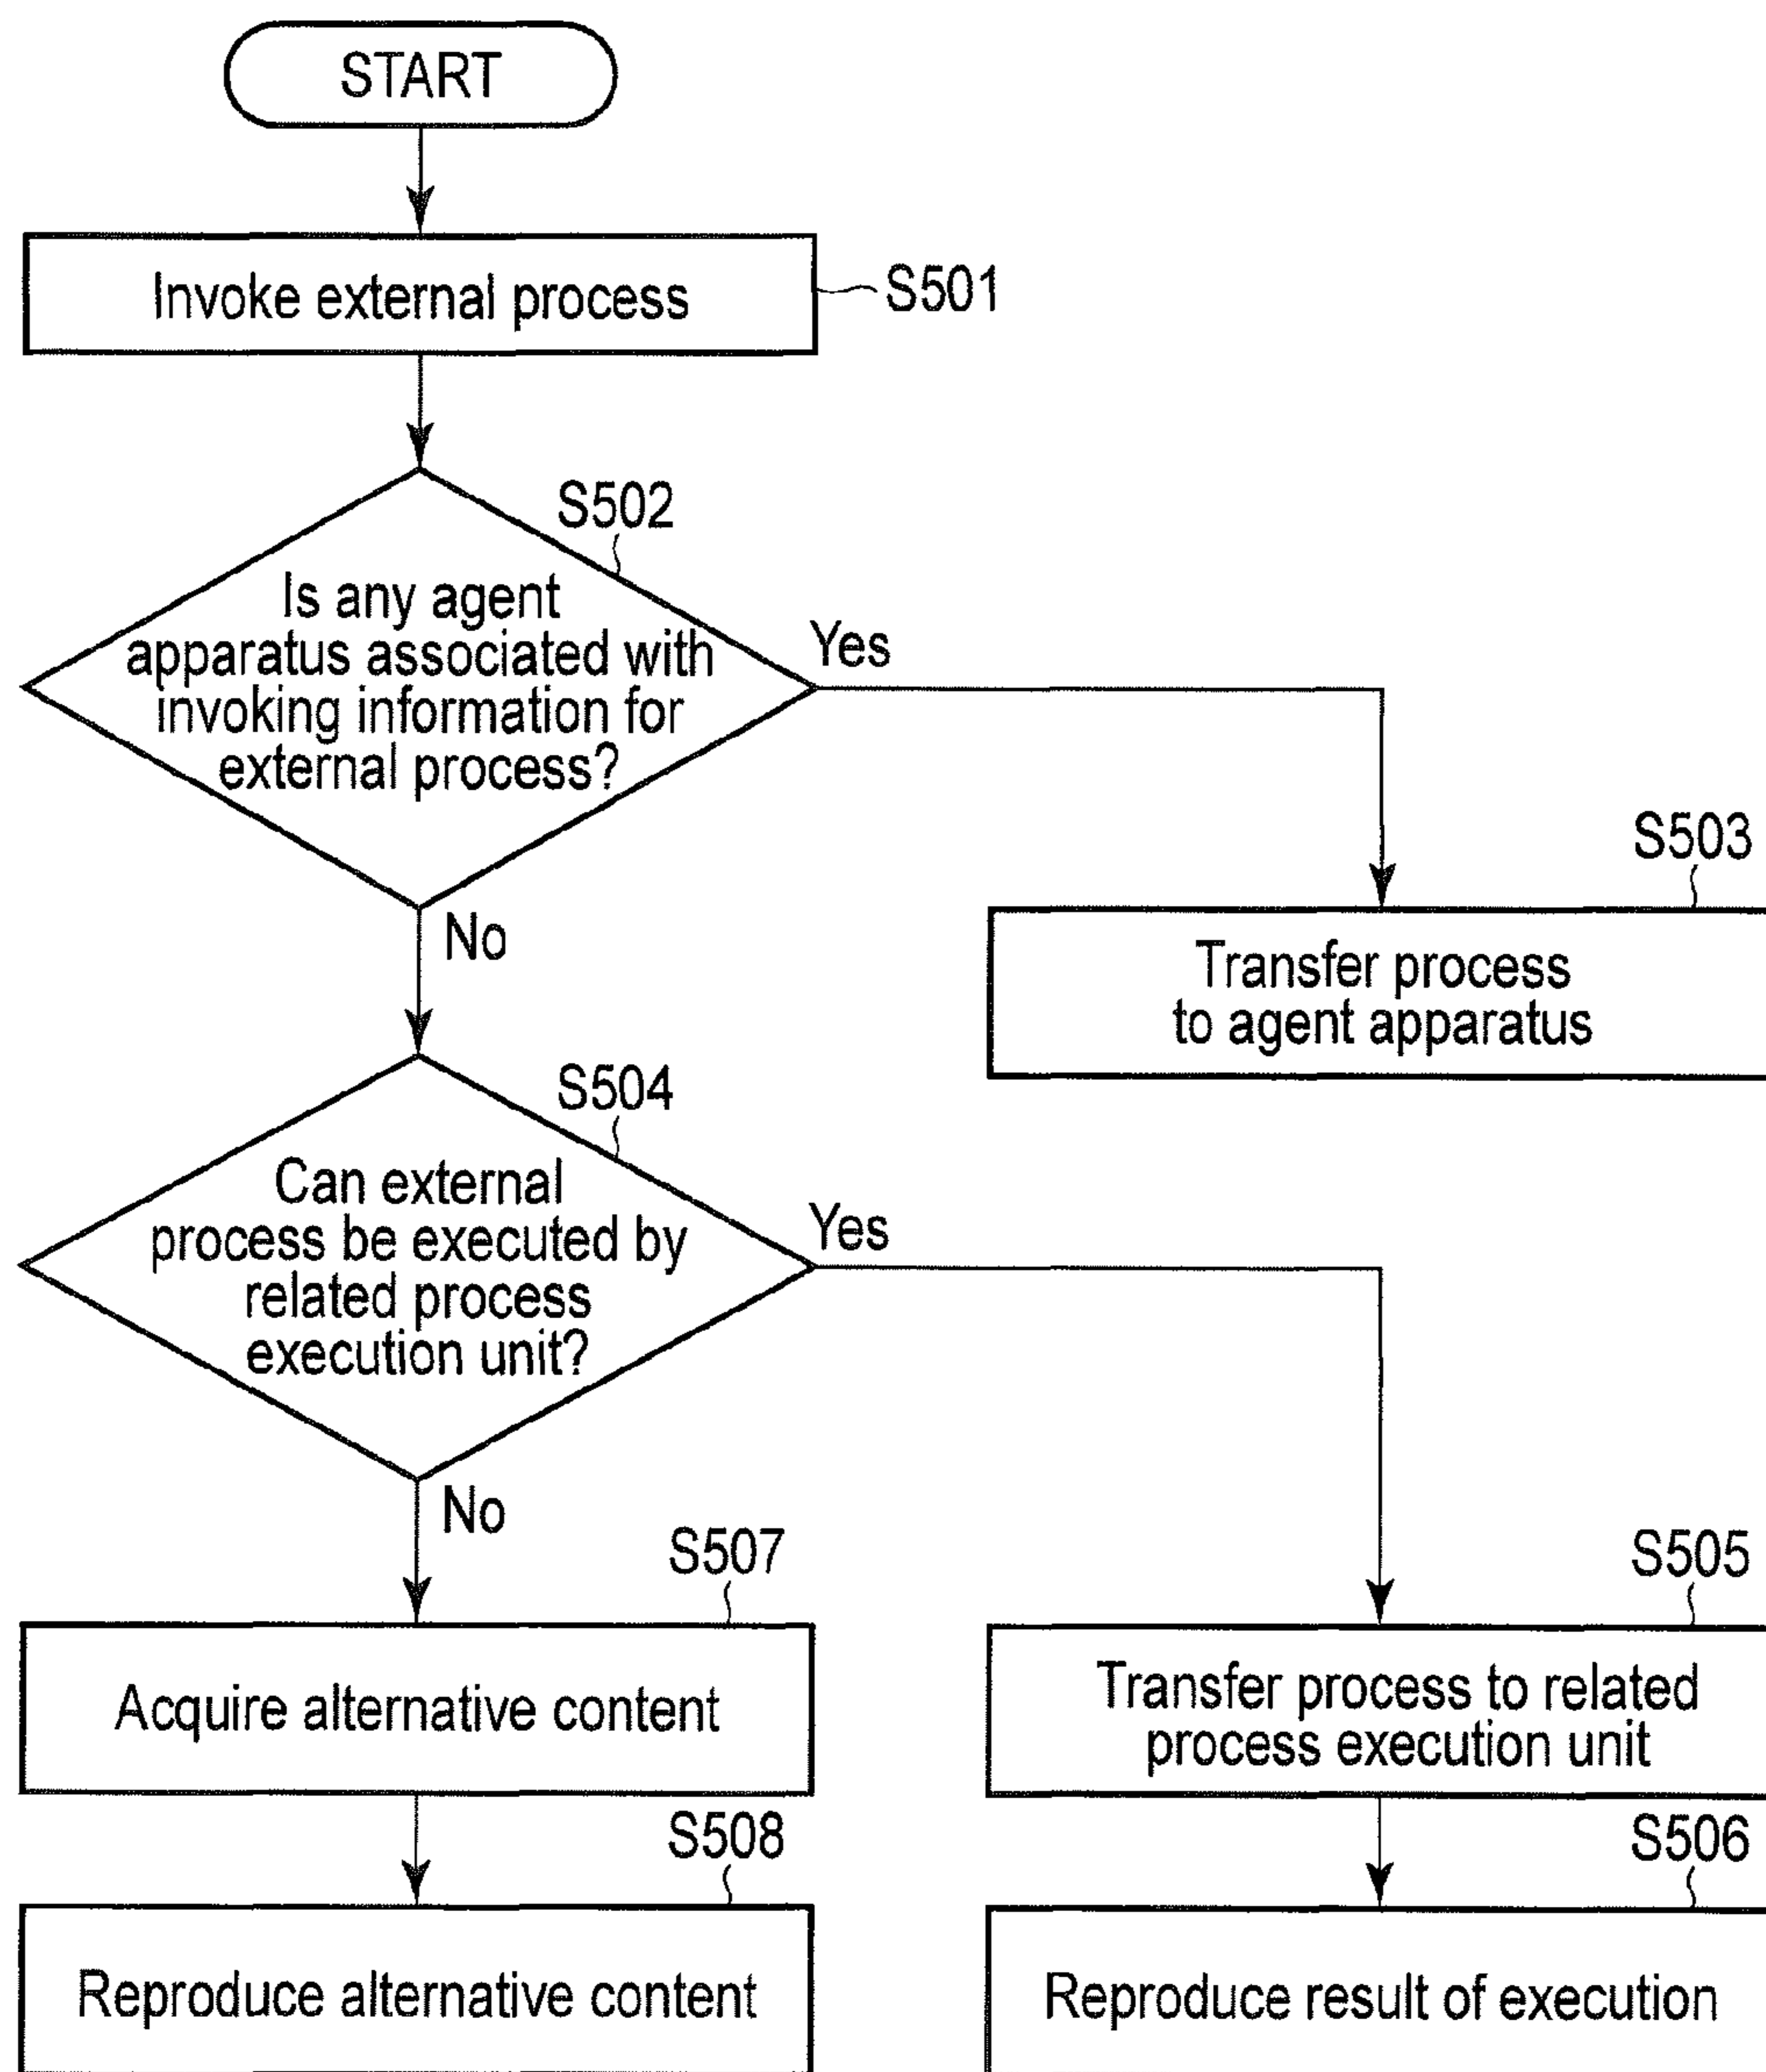 START
Invoke external process
S501
S502
Is any agent
apparatus associated with
invoking information for
external process?
Yes
No
S503
Transfer process
to agent apparatus
S504
Can external
process be executed by
related process
execution unit?
Yes
No
S507
Acquire alternative content
S505
Transfer process to related
process execution unit
S508
Reproduce alternative content
S506
Reproduce result of execution